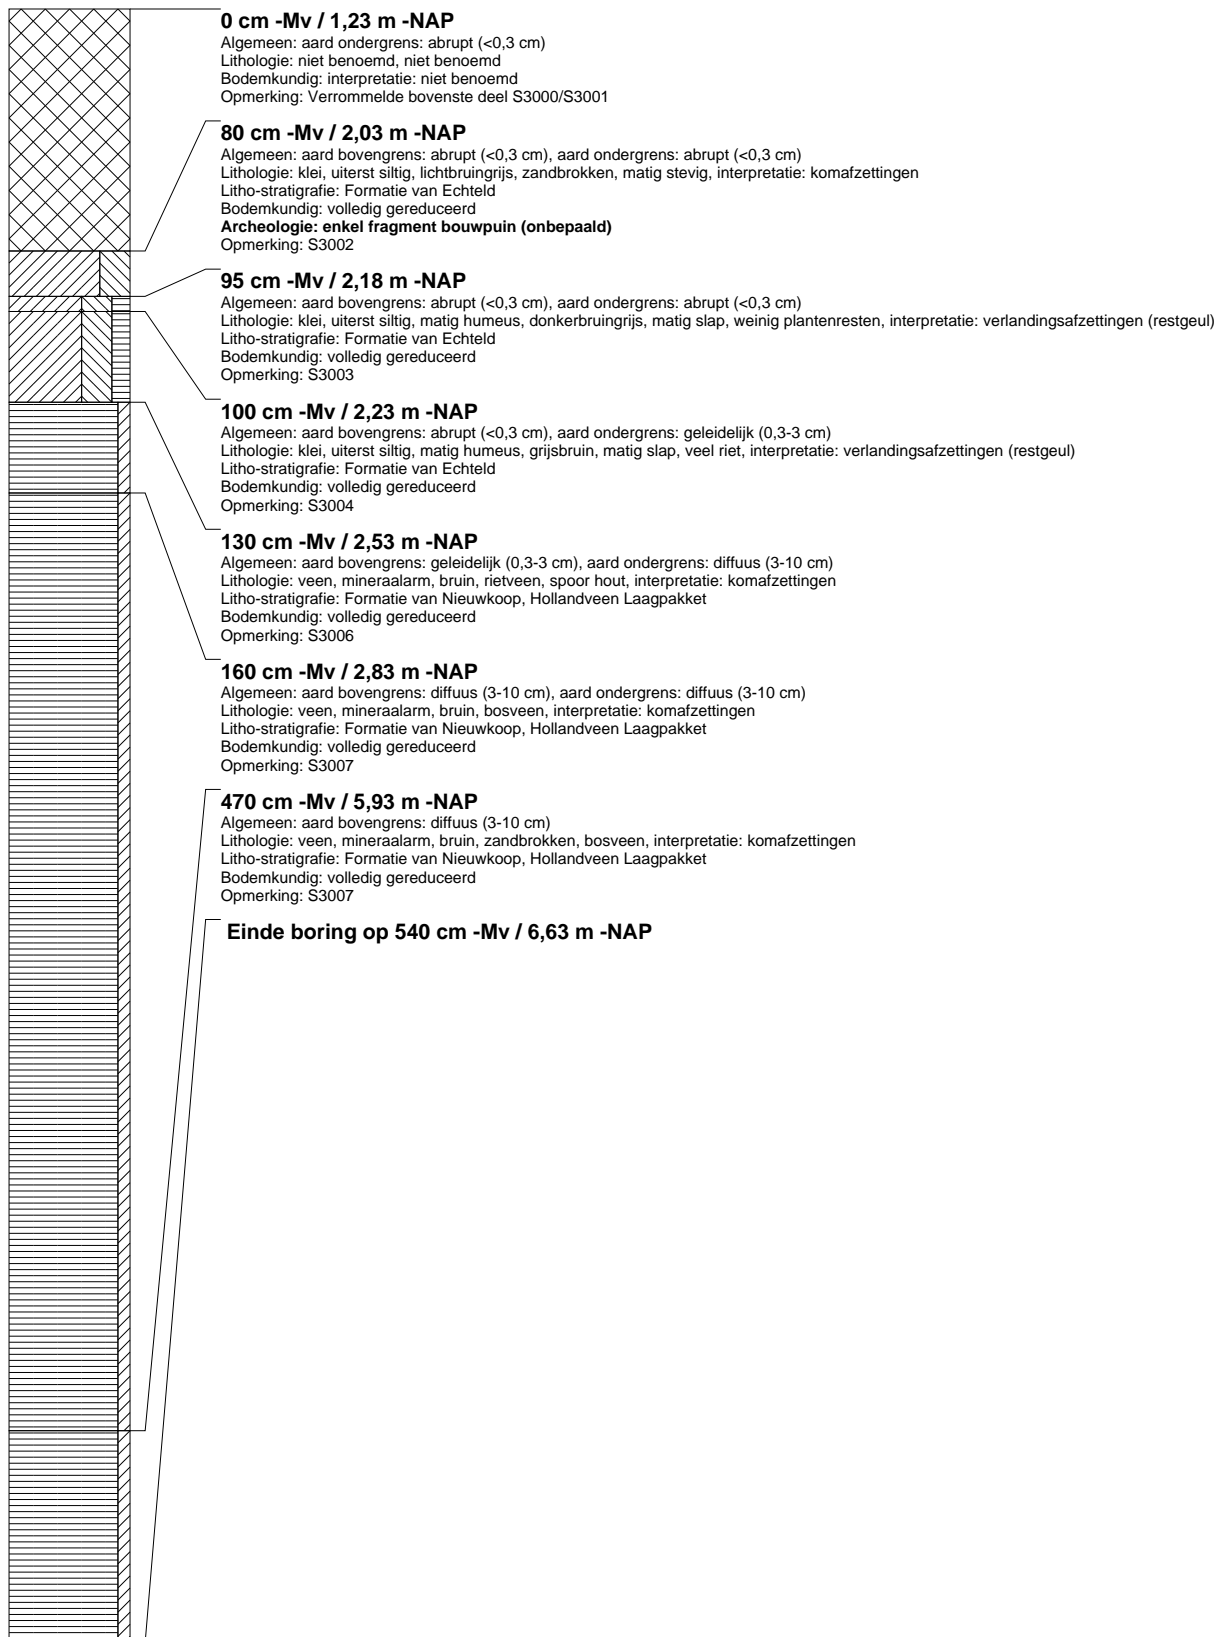 0 cm -Mv / 1,23 m -NAP
Algemeen: aard ondergrens: abrupt (<0,3 cm)
Lithologie: niet benoemd, niet benoemd
Bodemkundig: interpretatie: niet benoemd
Opmerking: Verrommelde bovenste deel S3000/S3001
80 cm -Mv / 2,03 m -NAP
Algemeen: aard bovengrens: abrupt (<0,3 cm), aard ondergrens: abrupt (<0,3 cm)
Lithologie: klei, uiterst siltig, lichtbruingrijs, zandbrokken, matig stevig, interpretatie: komafzettingen
Litho-stratigrafie: Formatie van Echteld
Bodemkundig: volledig gereduceerd
Archeologie: enkel fragment bouwpuin (onbepaald)
Opmerking: S3002
95 cm -Mv / 2,18 m -NAP
Algemeen: aard bovengrens: abrupt (<0,3 cm), aard ondergrens: abrupt (<0,3 cm)
Lithologie: klei, uiterst siltig, matig humeus, donkerbruingrijs, matig slap, weinig plantenresten, interpretatie: verlandingsafzettingen (restgeul)
Litho-stratigrafie: Formatie van Echteld
Bodemkundig: volledig gereduceerd
Opmerking: S3003
100 cm -Mv / 2,23 m -NAP
Algemeen: aard bovengrens: abrupt (<0,3 cm), aard ondergrens: geleidelijk (0,3-3 cm)
Lithologie: klei, uiterst siltig, matig humeus, grijsbruin, matig slap, veel riet, interpretatie: verlandingsafzettingen (restgeul)
Litho-stratigrafie: Formatie van Echteld
Bodemkundig: volledig gereduceerd
Opmerking: S3004
130 cm -Mv / 2,53 m -NAP
Algemeen: aard bovengrens: geleidelijk (0,3-3 cm), aard ondergrens: diffuus (3-10 cm)
Lithologie: veen, mineraalarm, bruin, rietveen, spoor hout, interpretatie: komafzettingen
Litho-stratigrafie: Formatie van Nieuwkoop, Hollandveen Laagpakket
Bodemkundig: volledig gereduceerd
Opmerking: S3006
160 cm -Mv / 2,83 m -NAP
Algemeen: aard bovengrens: diffuus (3-10 cm), aard ondergrens: diffuus (3-10 cm)
Lithologie: veen, mineraalarm, bruin, bosveen, interpretatie: komafzettingen
Litho-stratigrafie: Formatie van Nieuwkoop, Hollandveen Laagpakket
Bodemkundig: volledig gereduceerd
Opmerking: S3007
470 cm -Mv / 5,93 m -NAP
Algemeen: aard bovengrens: diffuus (3-10 cm)
Lithologie: veen, mineraalarm, bruin, zandbrokken, bosveen, interpretatie: komafzettingen
Litho-stratigrafie: Formatie van Nieuwkoop, Hollandveen Laagpakket
Bodemkundig: volledig gereduceerd
Opmerking: S3007
Einde boring op 540 cm -Mv / 6,63 m -NAP